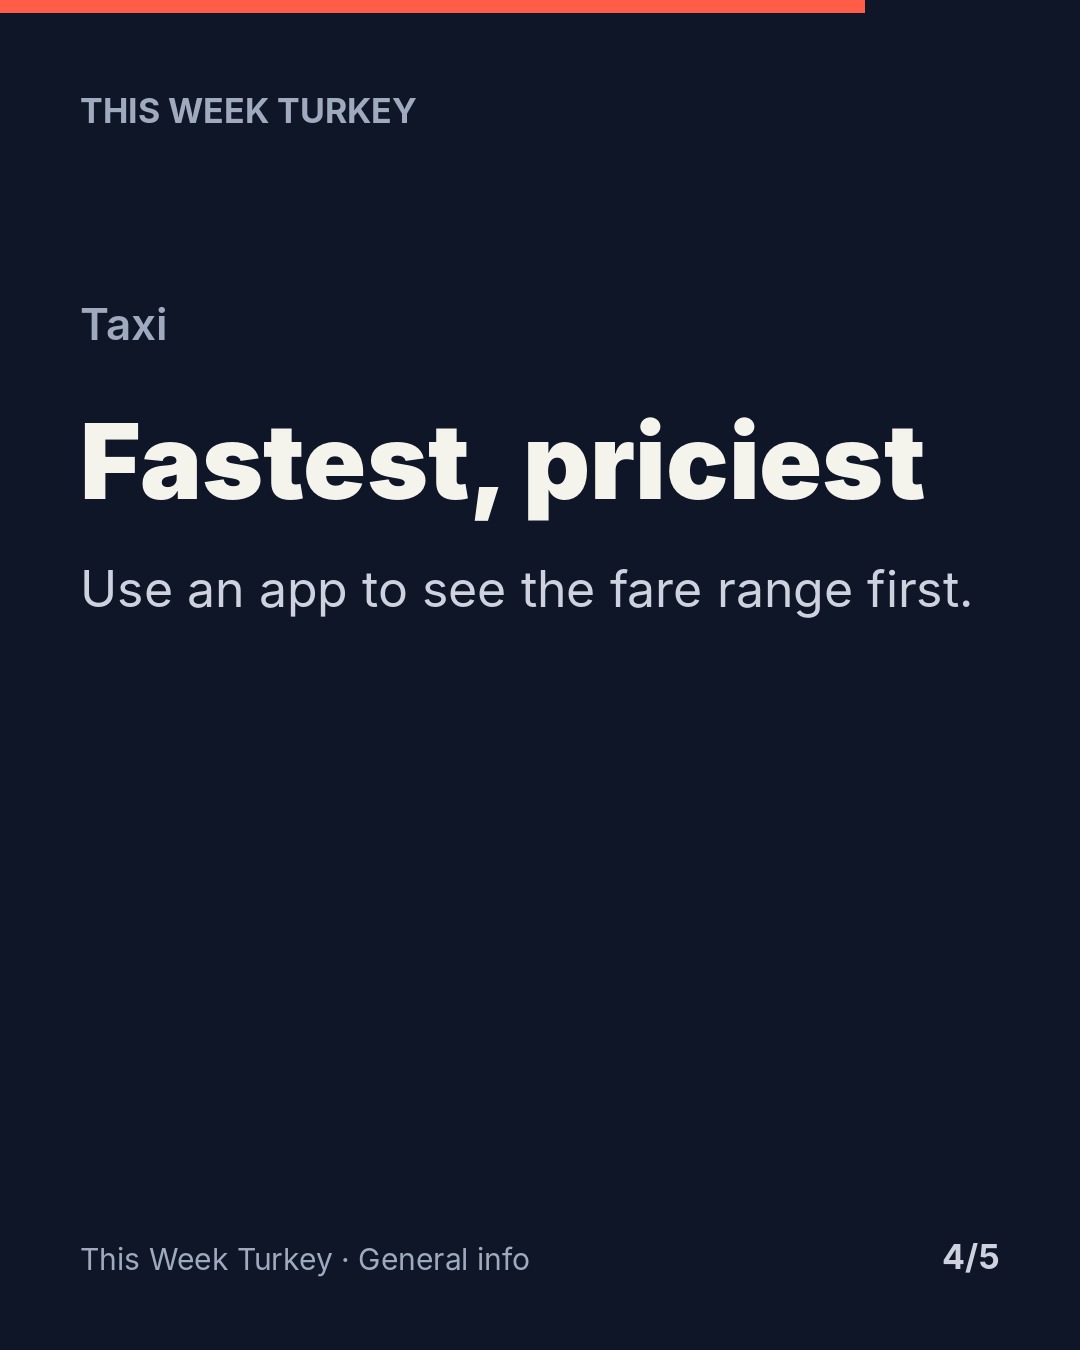 THIS WEEK TURKEY
Taxi
Fastest, priciest
Use an app to see the fare range first.
This Week Turkey · General info
4/5